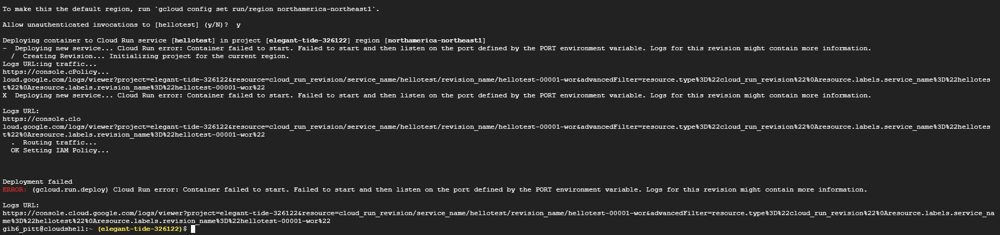 To make this the default region, run `gcloud config set run/region northamerica-northeast1`.
Allow unauthenticated invocations to [hellotest] (y/N)?  y
Deploying container to Cloud Run service [hellotest] in project [elegant-tide-326122] region [northamerica-northeast1]
-  Deploying new service... Cloud Run error: Container failed to start. Failed to start and then listen on the port defined by the PORT environment variable. Logs for this revision might contain more information.
  /  Creating Revision... Initializing project for the current region.
Logs URL:ing traffic...
https://console.cPolicy...
loud.google.com/logs/viewer?project=elegant-tide-326122&resource=cloud_run_revision/service_name/hellotest/revision_name/hellotest-00001-wor&advancedFilter=resource.type%3D%22cloud_run_revision%22%0Aresource.labels.service_name%3D%22hellotes
t%22%0Aresource.labels.revision_name%3D%22hellotest-00001-wor%22
X  Deploying new service... Cloud Run error: Container failed to start. Failed to start and then listen on the port defined by the PORT environment variable. Logs for this revision might contain more information.
Logs URL:
https://console.clo
loud.google.com/logs/viewer?project=elegant-tide-326122&resource=cloud_run_revision/service_name/hellotest/revision_name/hellotest-00001-wor&advancedFilter=resource.type%3D%22cloud_run_revision%22%0Aresource.labels.service_name%3D%22hellotes
t%22%0Aresource.labels.revision_name%3D%22hellotest-00001-wor%22
  .  Routing traffic...
  OK Setting IAM Policy...
Deployment failed
ERROR: (gcloud.run.deploy) Cloud Run error: Container failed to start. Failed to start and then listen on the port defined by the PORT environment variable. Logs for this revision might contain more information.
Logs URL:
https://console.cloud.google.com/logs/viewer?project=elegant-tide-326122&resource=cloud_run_revision/service_name/hellotest/revision_name/hellotest-00001-wor&advancedFilter=resource.type%3D%22cloud_run_revision%22%0Aresource.labels.service_na
me%3D%22hellotest%22%0Aresource.labels.revision_name%3D%22hellotest-00001-wor%22
gih6_pitt@cloudshell:~ (elegant-tide-326122)$